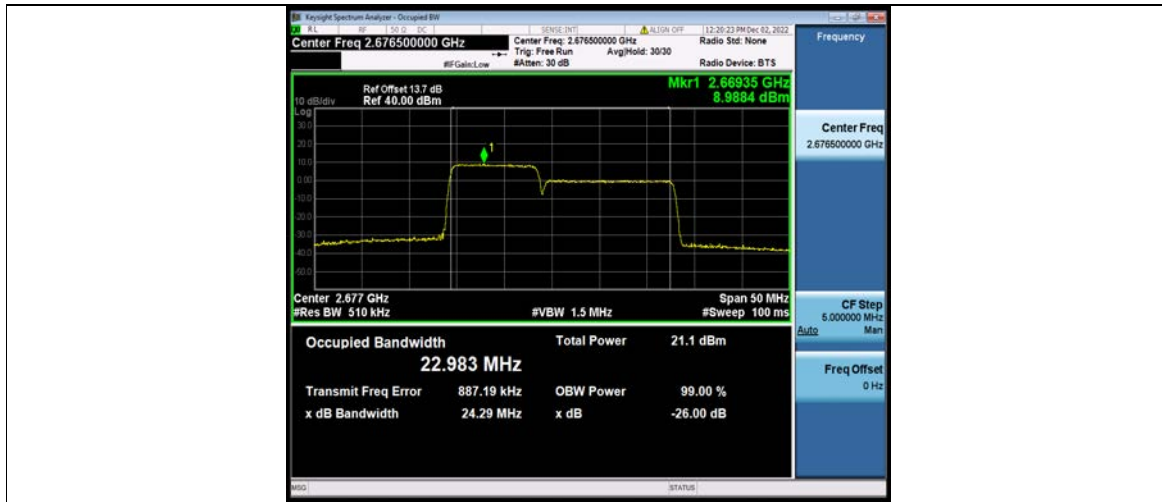 Keysight Spectrum Analyzer - Occupied BW
RL RF 50 Ω DC SENSE:INT ALIGN OFF 12:20:23 PM Dec 02, 2022
Center Freq 2.676500000 GHz
Center Freq: 2.676500000 GHz Radio Std: None
Trig: Free Run Avg|Hold: 30/30
#IFGain:Low #Atten: 30 dB Radio Device: BTS
Mkr1 2.66935 GHz
8.9884 dBm
Ref Offset 13.7 dB
10 dB/div Ref 40.00 dBm
Log
30.0
20.0
1
10.0
0.00
-10.0
-20.0
-30.0
-40.0
-50.0
Center 2.677 GHz Span 50 MHz
#Res BW 510 kHz #VBW 1.5 MHz #Sweep 100 ms
Occupied Bandwidth Total Power 21.1 dBm
22.983 MHz
Transmit Freq Error 887.19 kHz OBW Power 99.00 %
x dB Bandwidth 24.29 MHz x dB -26.00 dB
MSG STATUS
Frequency
Center Freq
2.676500000 GHz
CF Step
5.000000 MHz
Auto Man
Freq Offset
0 Hz